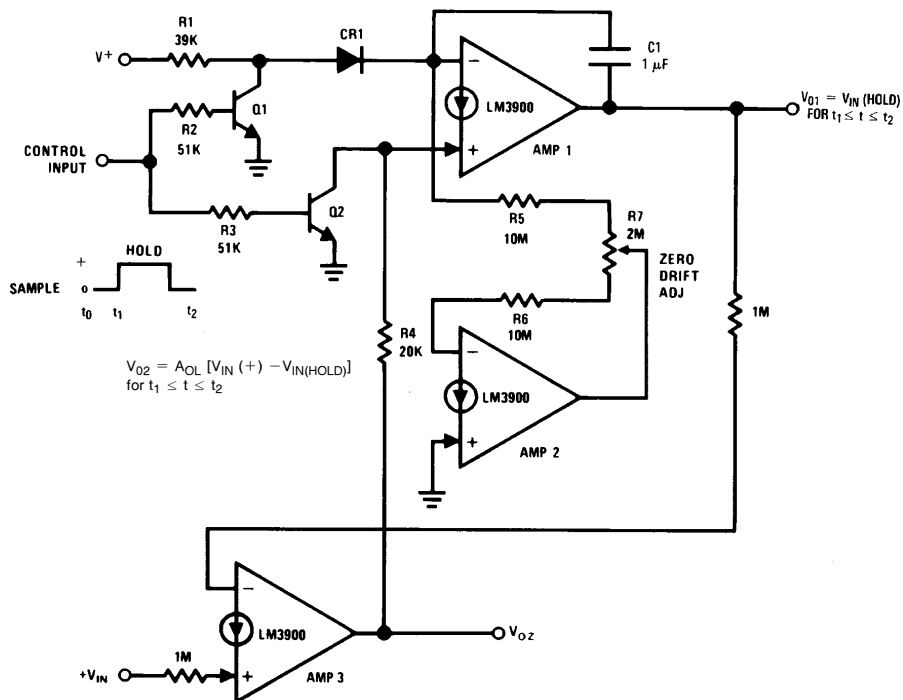 R1
39K
V+
CR1
C1
1 µF
Q1
R2
51K
CONTROL
INPUT
−
LM3900
+
AMP 1
V01 = VIN (HOLD)
FOR t1 ≤ t ≤ t2
R3
51K
Q2
R5
10M
R7
2M
ZERO
DRIFT
ADJ
HOLD
+
SAMPLE o
t0 t1 t2
R6
10M
1M
R4
20K
V02 = AOL [VIN (+) −VIN(HOLD)]
for t1 ≤ t ≤ t2
−
LM3900
+
AMP 2
−
LM3900
+
AMP 3
+VIN
1M
VOZ